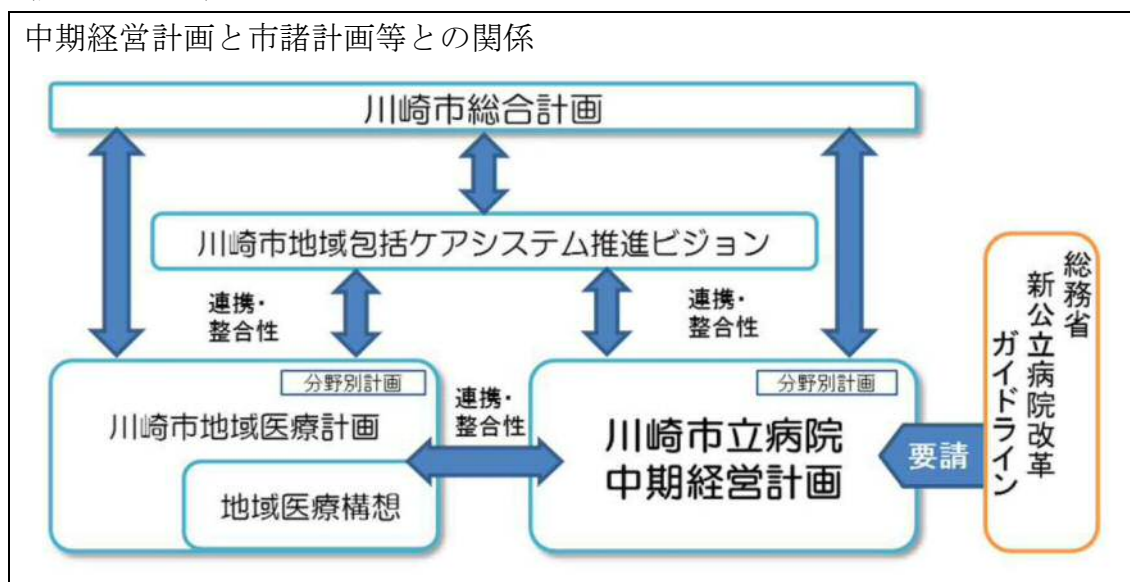 中期経営計画と市諸計画等との関係
川崎市総合計画
川崎市地域包括ケアシステム推進ビジョン
連携・
整合性
連携・
整合性
分野別計画
川崎市地域医療計画
地域医療構想
連携・
整合性
分野別計画
川崎市立病院
中期経営計画
要請
総務省
新公立病院改革
ガイドライン